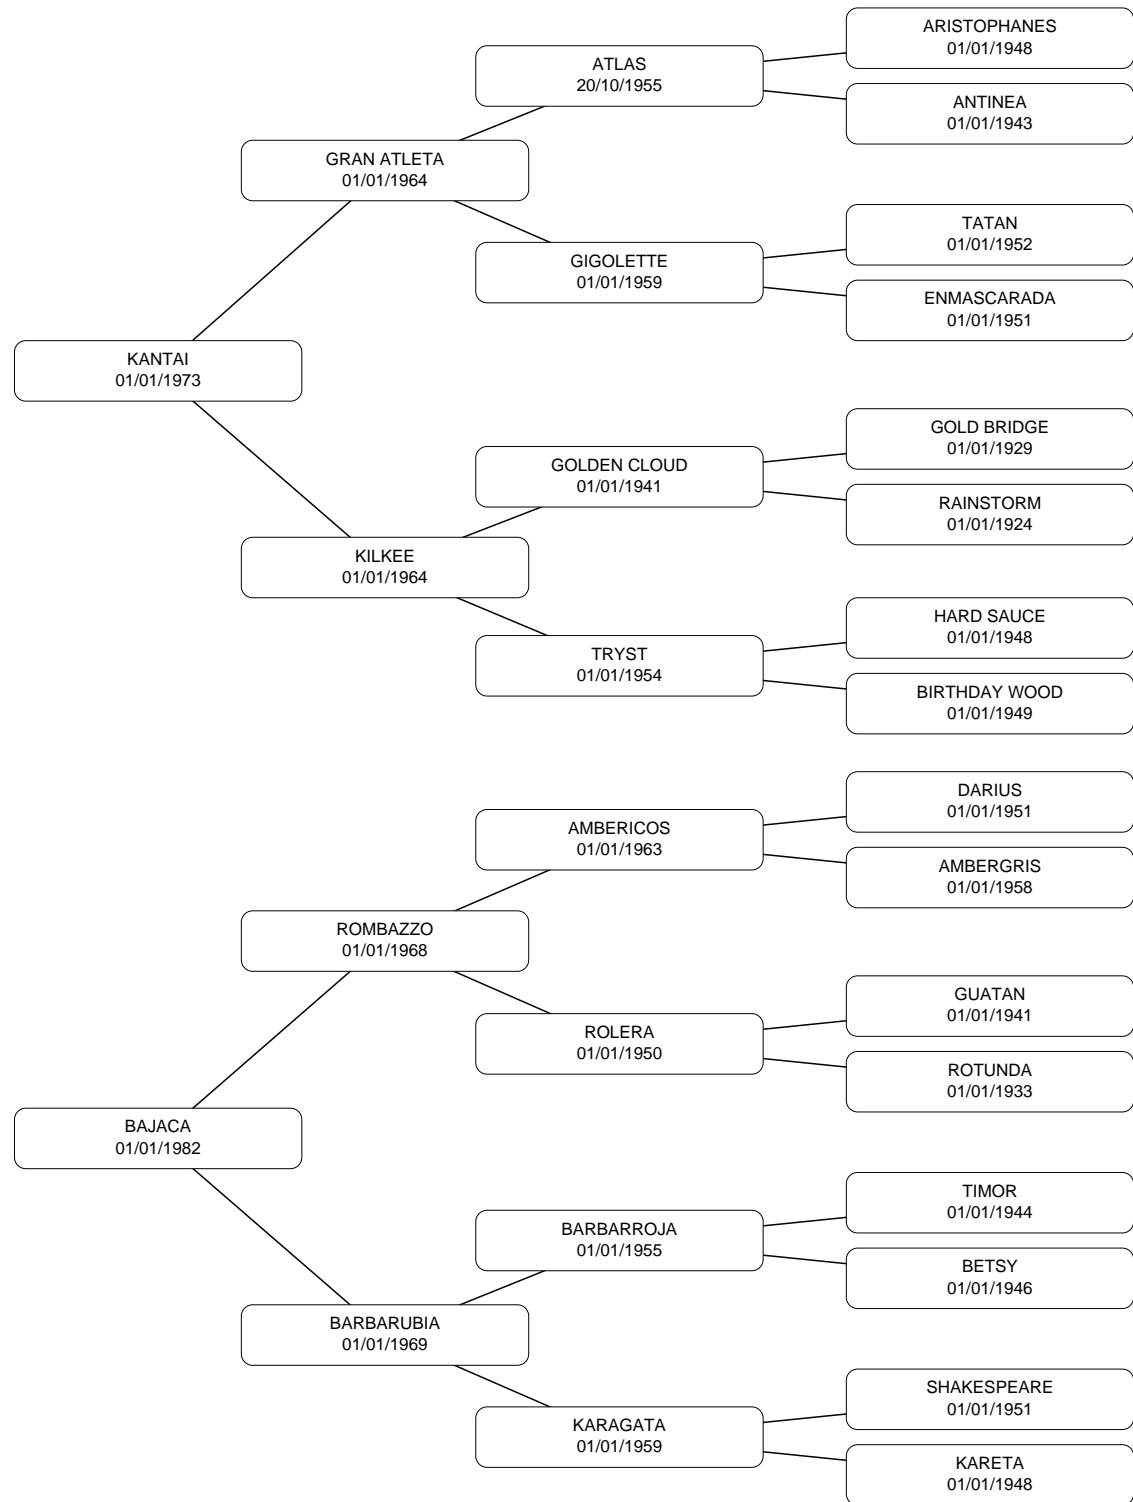 ARISTOPHANES
01/01/1948
ATLAS
20/10/1955
ANTINEA
01/01/1943
GRAN ATLETA
01/01/1964
TATAN
01/01/1952
GIGOLETTE
01/01/1959
ENMASCARADA
01/01/1951
KANTAI
01/01/1973
GOLD BRIDGE
01/01/1929
GOLDEN CLOUD
01/01/1941
RAINSTORM
01/01/1924
KILKEE
01/01/1964
HARD SAUCE
01/01/1948
TRYST
01/01/1954
BIRTHDAY WOOD
01/01/1949
DARIUS
01/01/1951
AMBERICOS
01/01/1963
AMBERGRIS
01/01/1958
ROMBAZZO
01/01/1968
GUATAN
01/01/1941
ROLERA
01/01/1950
ROTUNDA
01/01/1933
BAJACA
01/01/1982
TIMOR
01/01/1944
BARBARROJA
01/01/1955
BETSY
01/01/1946
BARBARUBIA
01/01/1969
SHAKESPEARE
01/01/1951
KARAGATA
01/01/1959
KARETA
01/01/1948